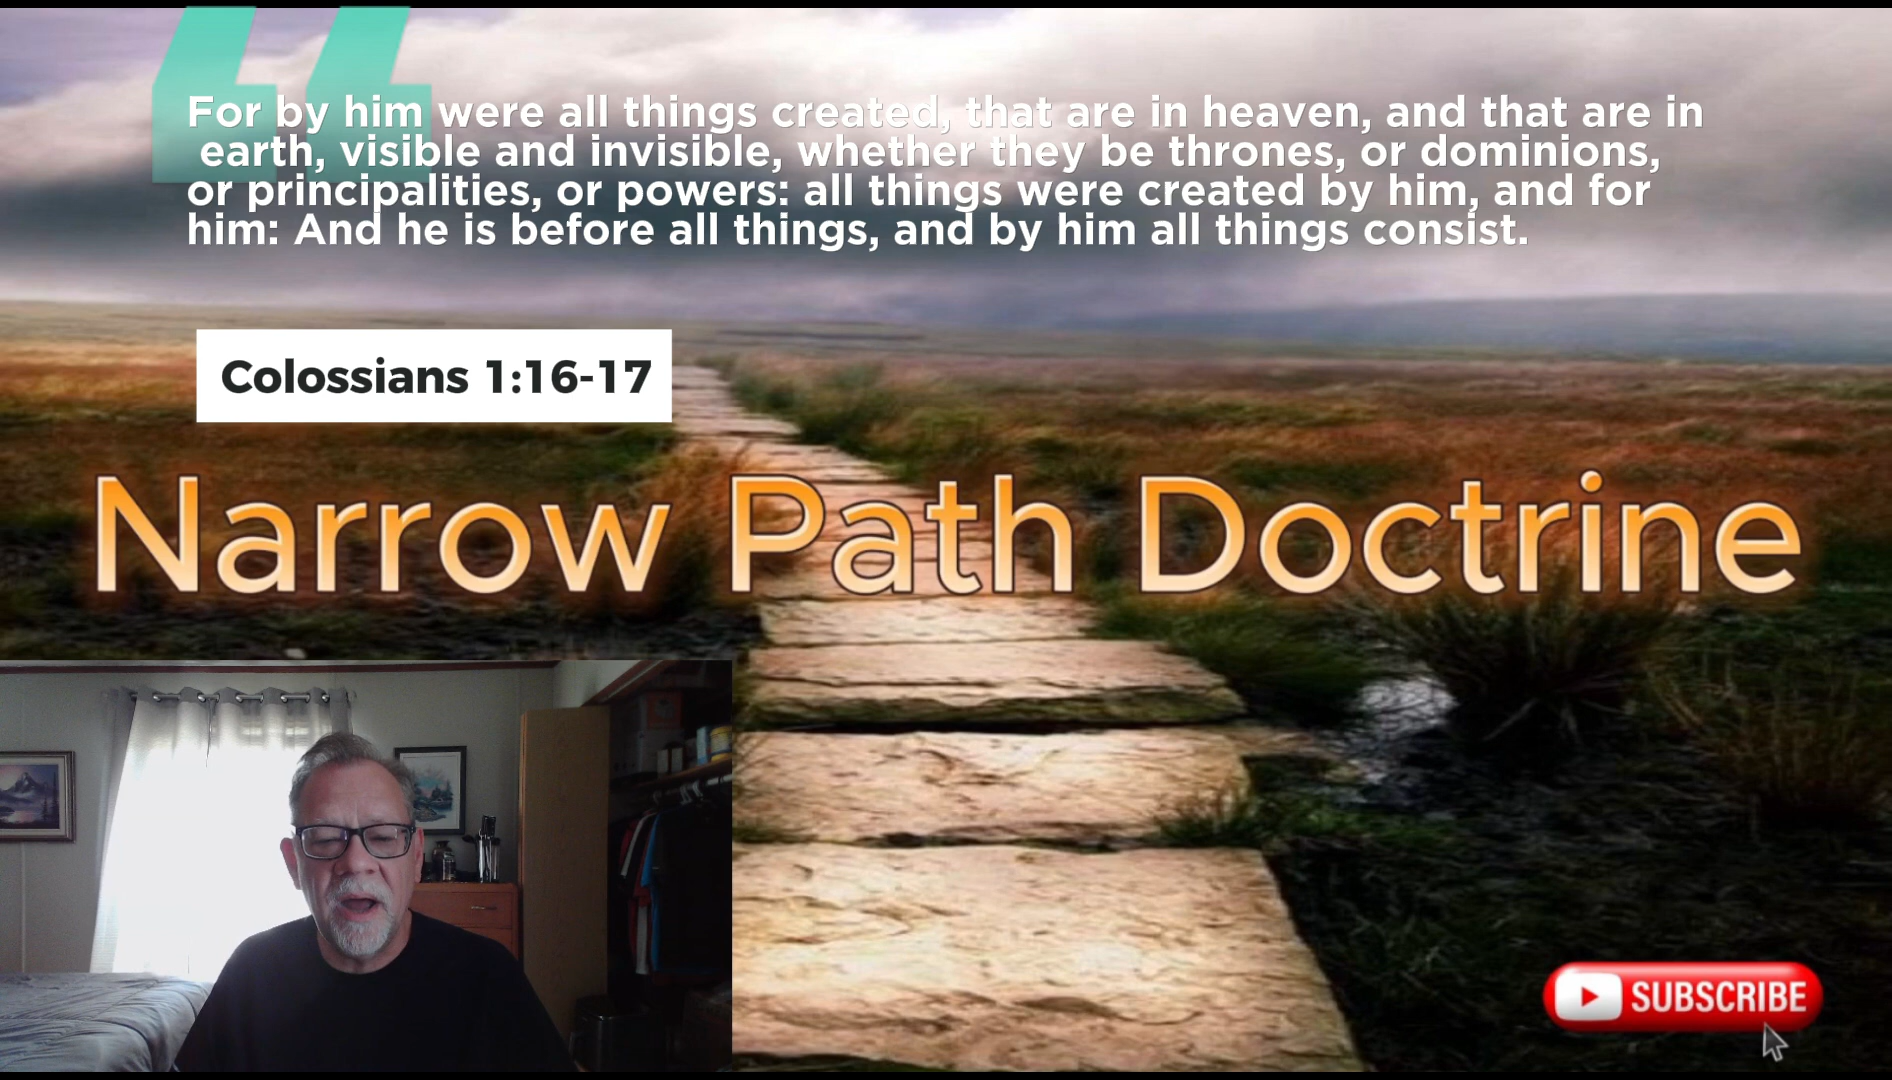 For by him were all things created, that are in heaven, and that are in
earth, visible and invisible, whether they be thrones, or dominions,
or principalities, or powers: all things were created by him, and for
him: And he is before all things, and by him all things consist.
Colossians 1:16-17
Narrow Path Doctrine
SUBSCRIBE